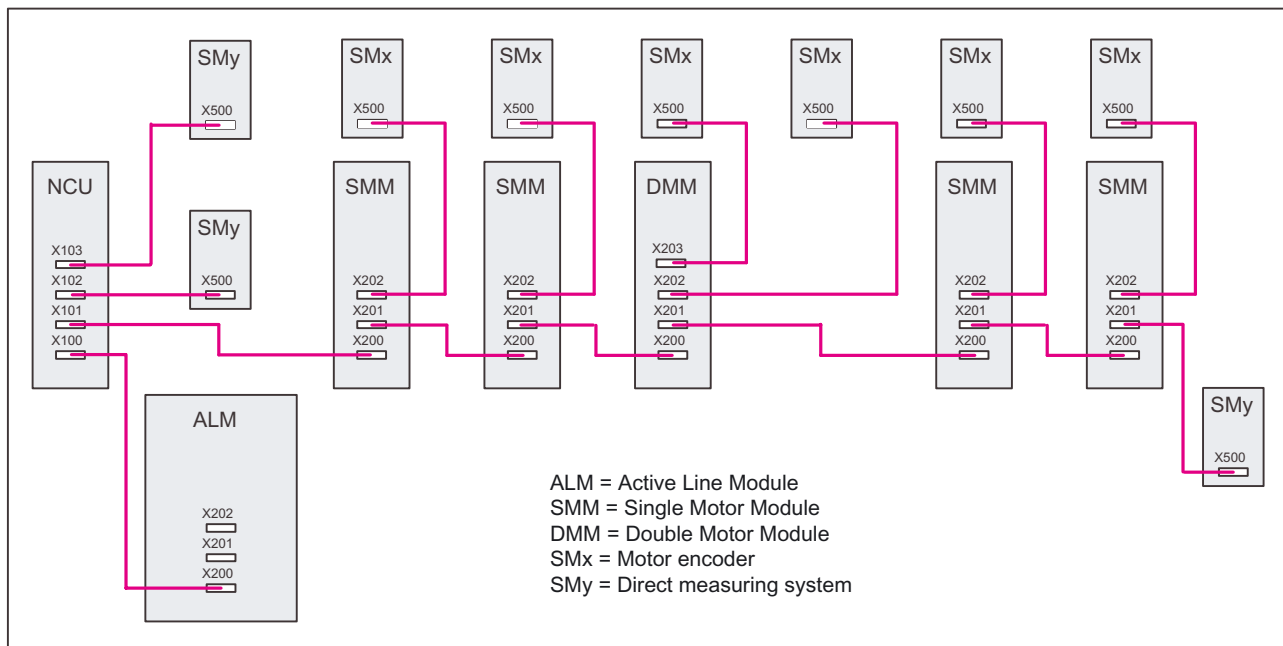 SMy
SMx
SMx
SMx
SMx
SMx
SMx
X500
X500
X500
X500
X500
X500
X500
NCU
SMM
SMM
DMM
SMM
SMM
SMy
X103
X203
X102
X500
X202
X202
X202
X202
X202
X101
X201
X201
X201
X201
X201
X100
X200
X200
X200
X200
X200
ALM
SMy
X500
X202
X201
X200
ALM = Active Line Module
SMM = Single Motor Module
DMM = Double Motor Module
SMx = Motor encoder
SMy = Direct measuring system